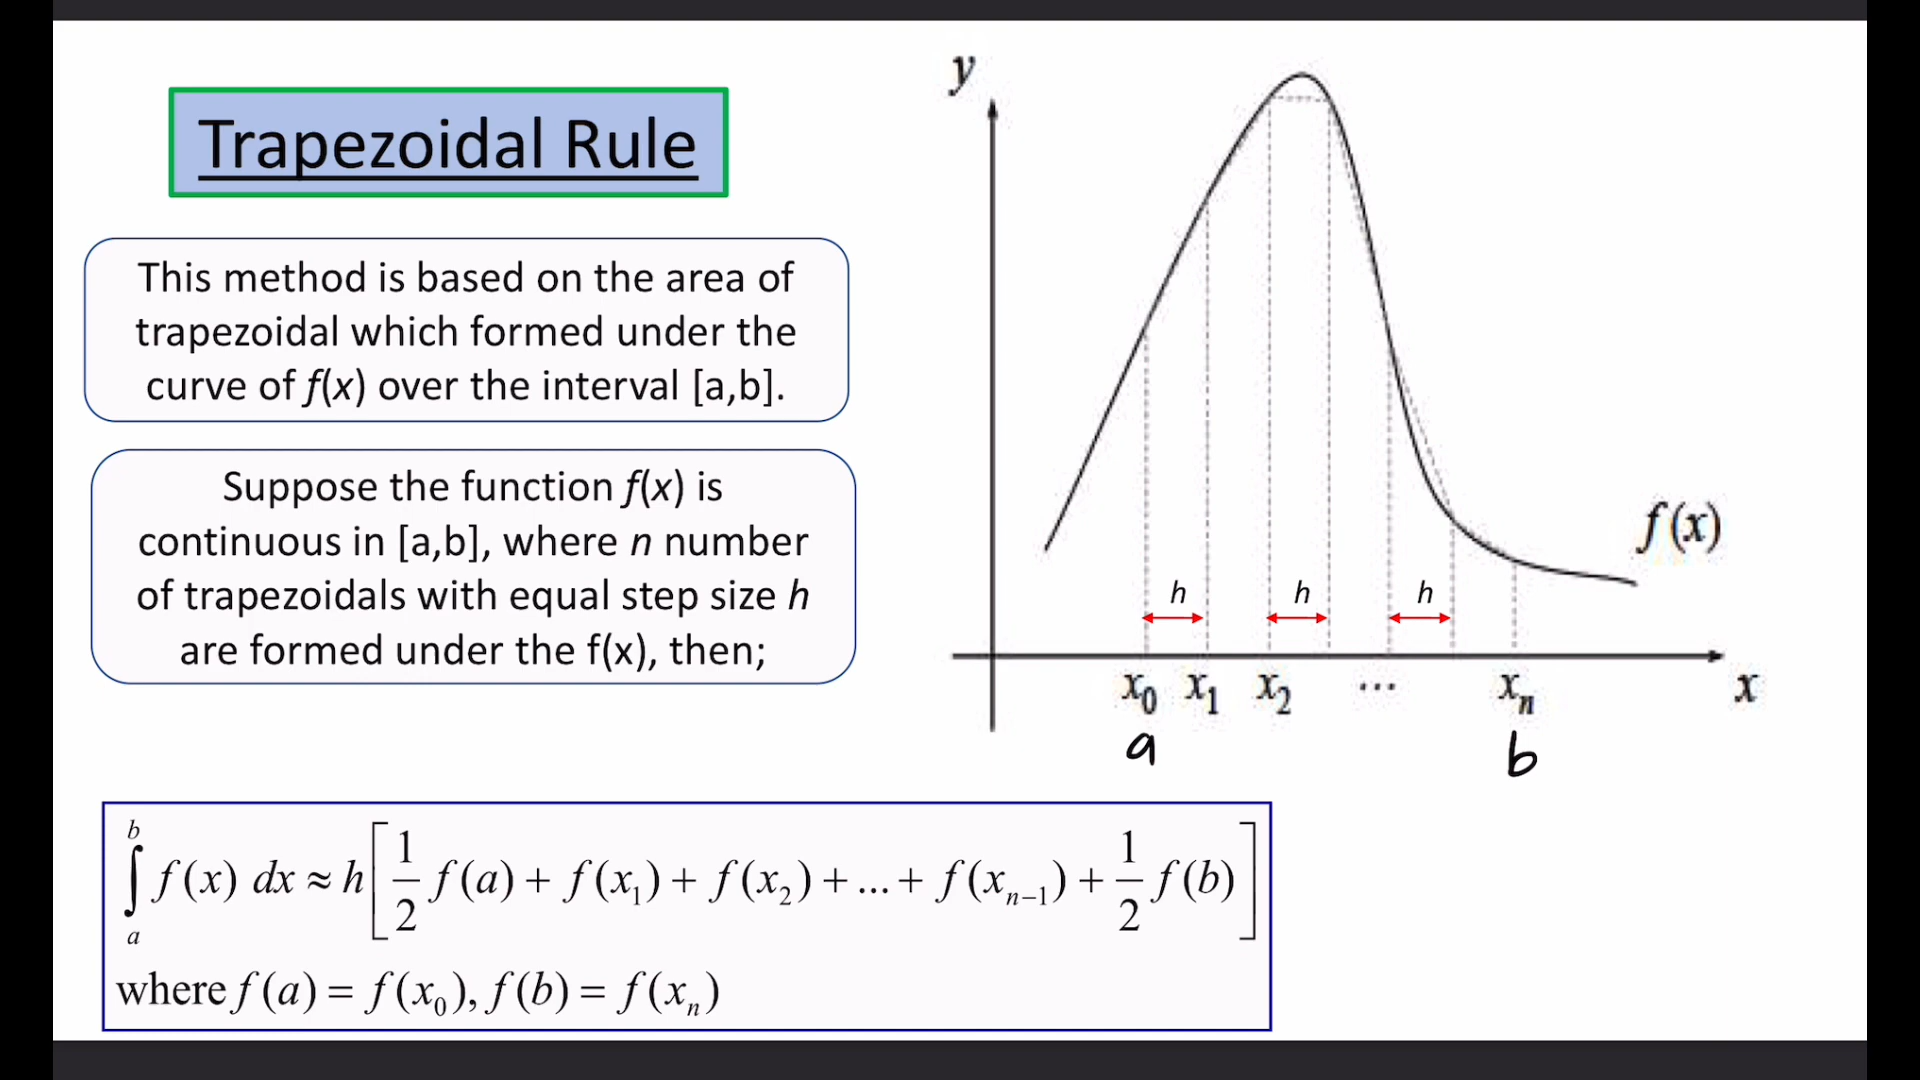 Trapezoidal Rule
This method is based on the area of
trapezoidal which formed under the
curve of f(x) over the interval [a,b].
Suppose the function f(x) is
continuous in [a,b], where n number
of trapezoidals with equal step size h
are formed under the f(x), then;
y
f(x)
h h h
x₀ x₁ x₂ ... xₙ x
a b
∫ₐᵇ f(x) dx ≈ h[1/2 f(a) + f(x₁) + f(x₂) + ... + f(xₙ₋₁) + 1/2 f(b)]
where f(a) = f(x₀), f(b) = f(xₙ)